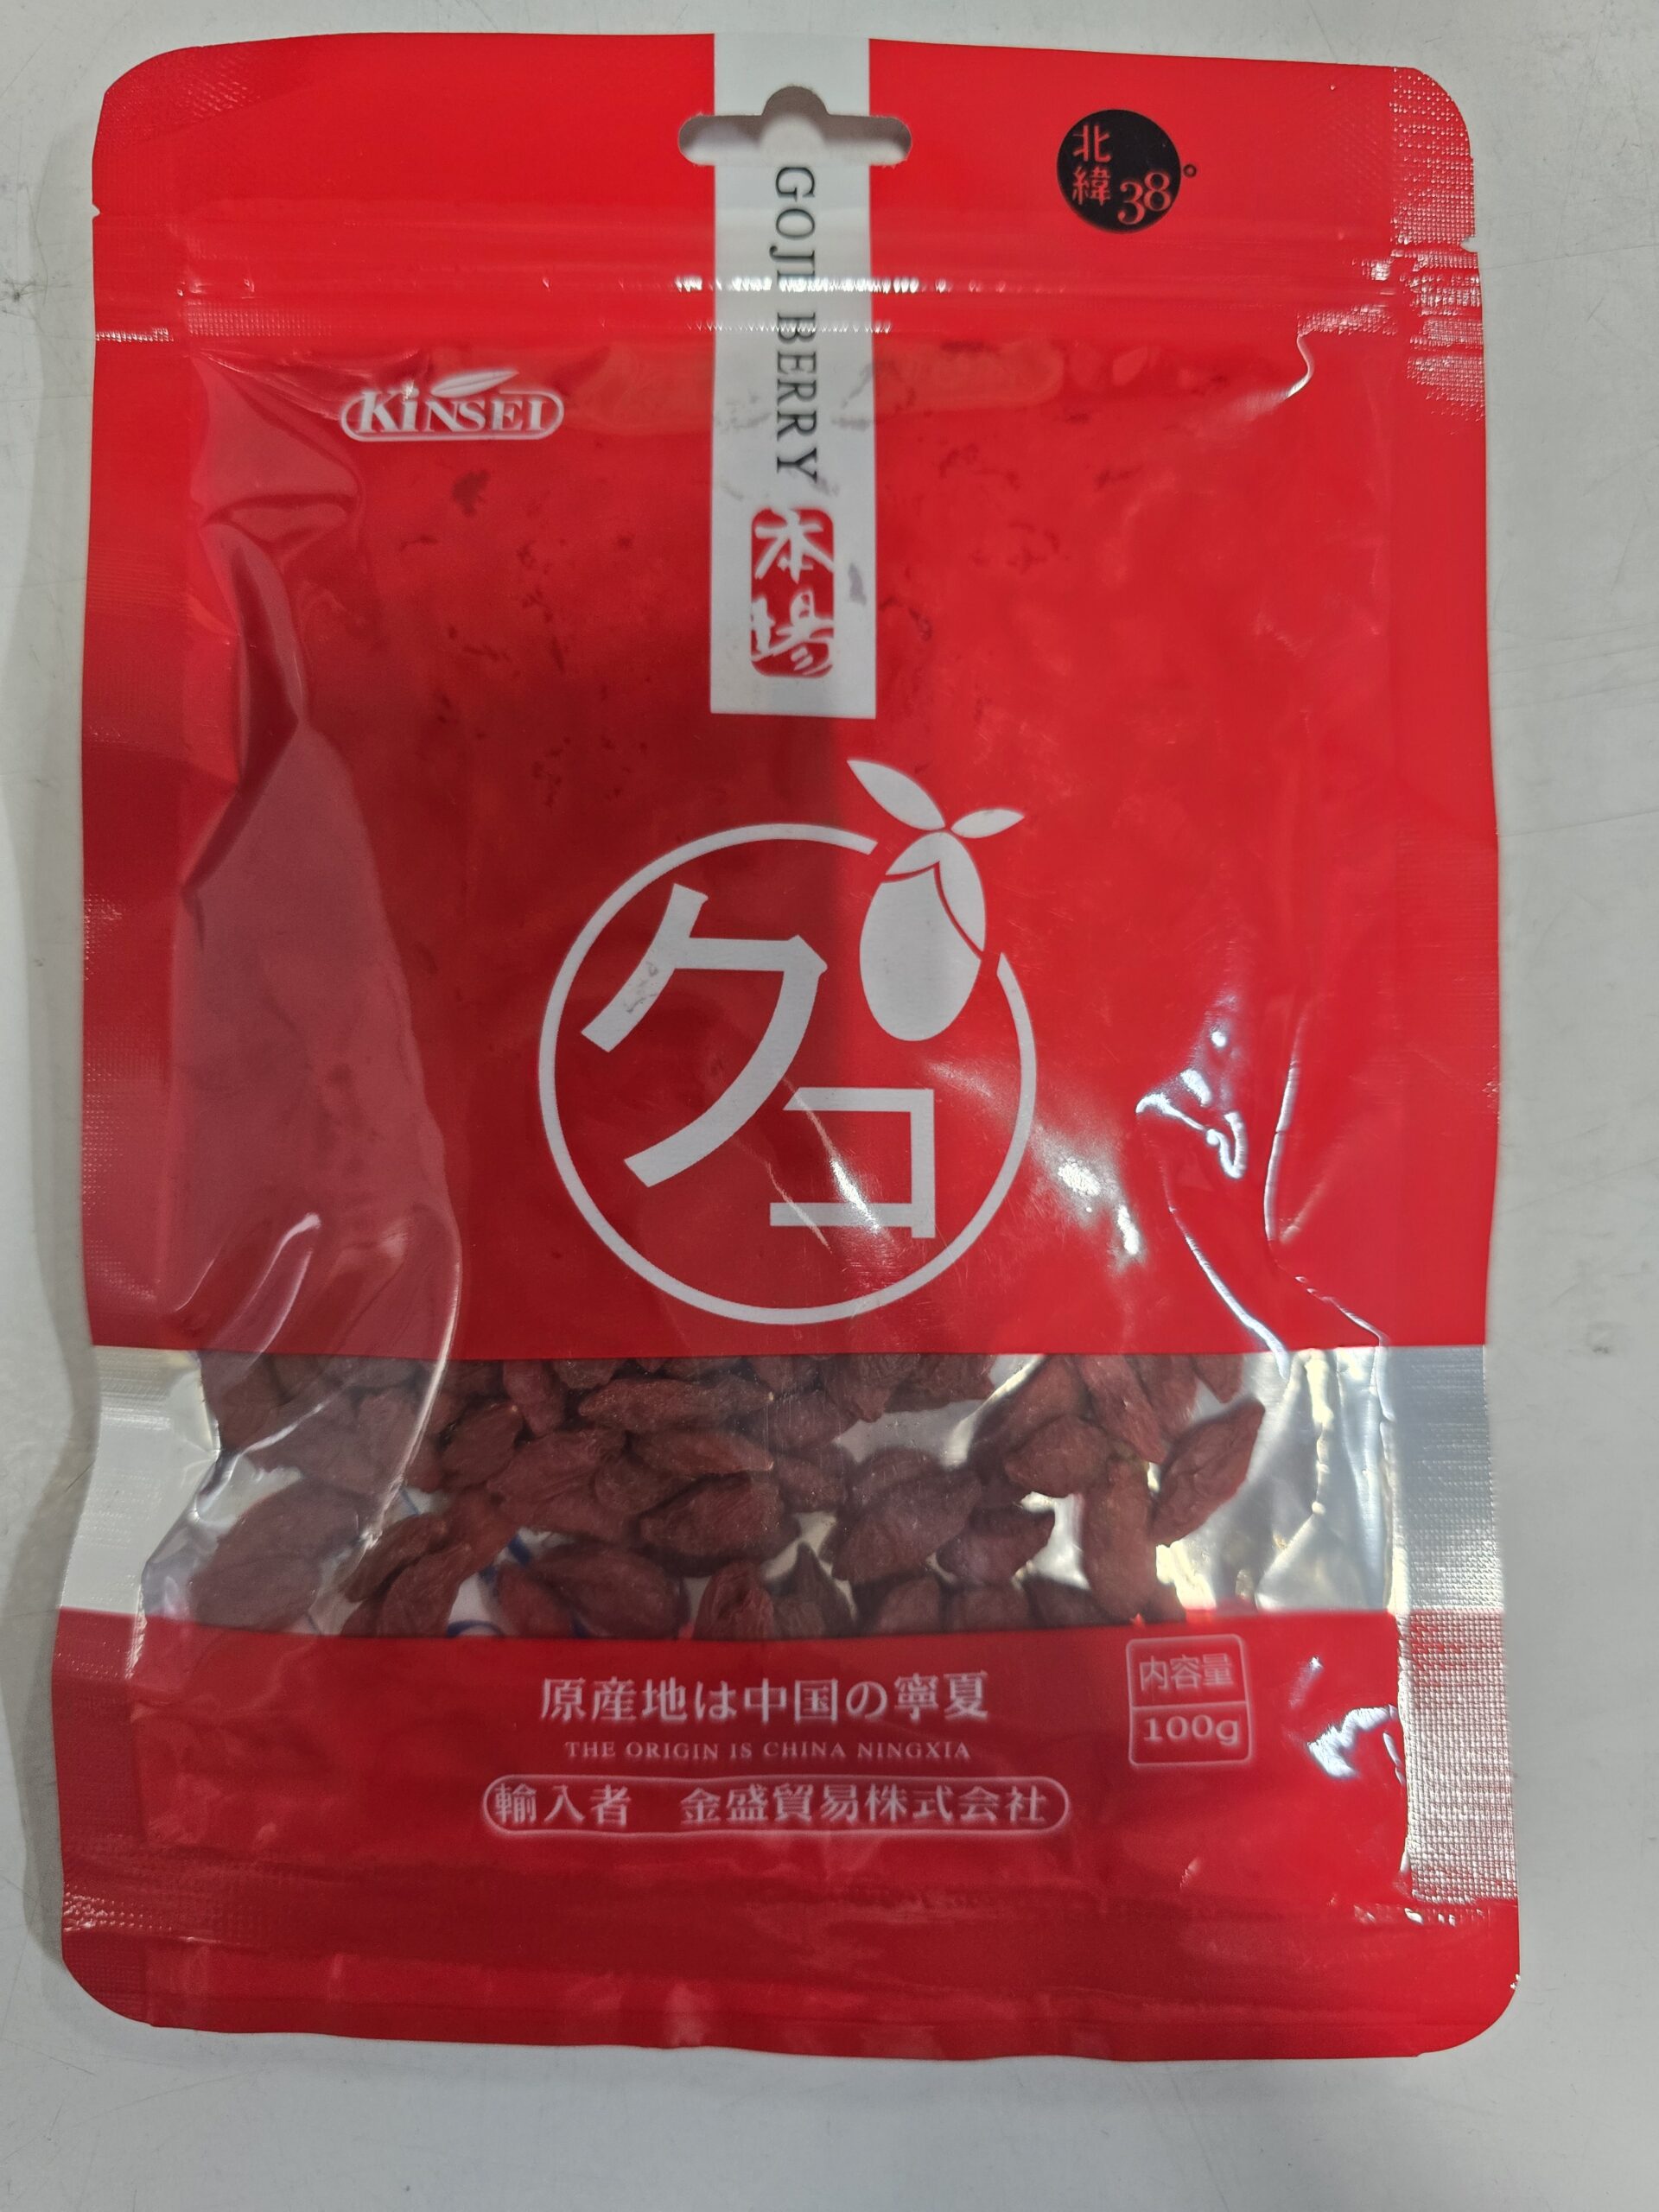 北緯38°
GOJI BERRY
KiNSEI
本場
クコ
原産地は中国の寧夏
THE ORIGIN IS CHINA NINGXIA
内容量
100g
輸入者 金盛貿易株式会社